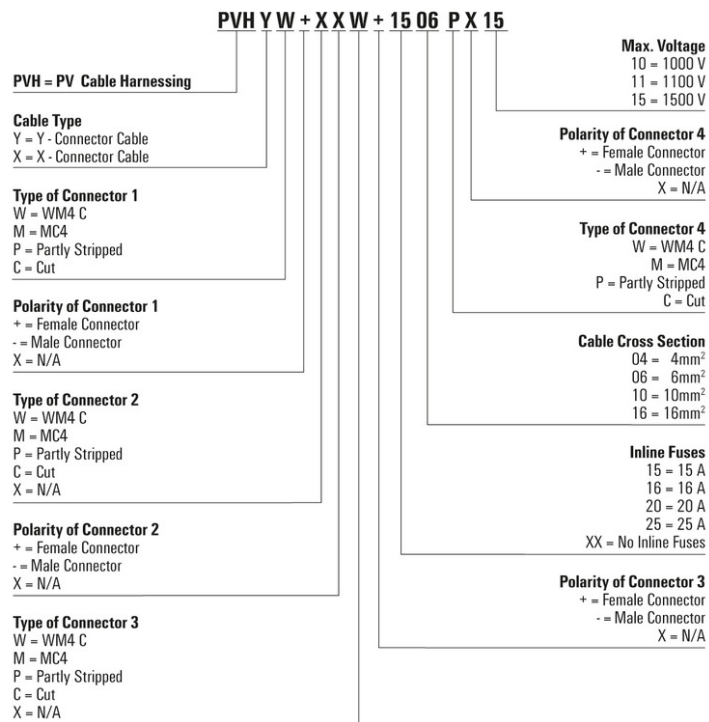 PVH Y W + X X W + 15 06 P X 15
PVH = PV Cable Harnessing
Cable Type
Y = Y - Connector Cable
X = X - Connector Cable
Type of Connector 1
W = WM4 C
M = MC4
P = Partly Stripped
C = Cut
Polarity of Connector 1
+ = Female Connector
- = Male Connector
X = N/A
Type of Connector 2
W = WM4 C
M = MC4
P = Partly Stripped
C = Cut
X = N/A
Polarity of Connector 2
+ = Female Connector
- = Male Connector
X = N/A
Type of Connector 3
W = WM4 C
M = MC4
P = Partly Stripped
C = Cut
X = N/A
Max. Voltage
10 = 1000 V
11 = 1100 V
15 = 1500 V
Polarity of Connector 4
+ = Female Connector
- = Male Connector
X = N/A
Type of Connector 4
W = WM4 C
M = MC4
P = Partly Stripped
C = Cut
Cable Cross Section
04 = 4mm²
06 = 6mm²
10 = 10mm²
16 = 16mm²
Inline Fuses
15 = 15 A
16 = 16 A
20 = 20 A
25 = 25 A
XX = No Inline Fuses
Polarity of Connector 3
+ = Female Connector
- = Male Connector
X = N/A